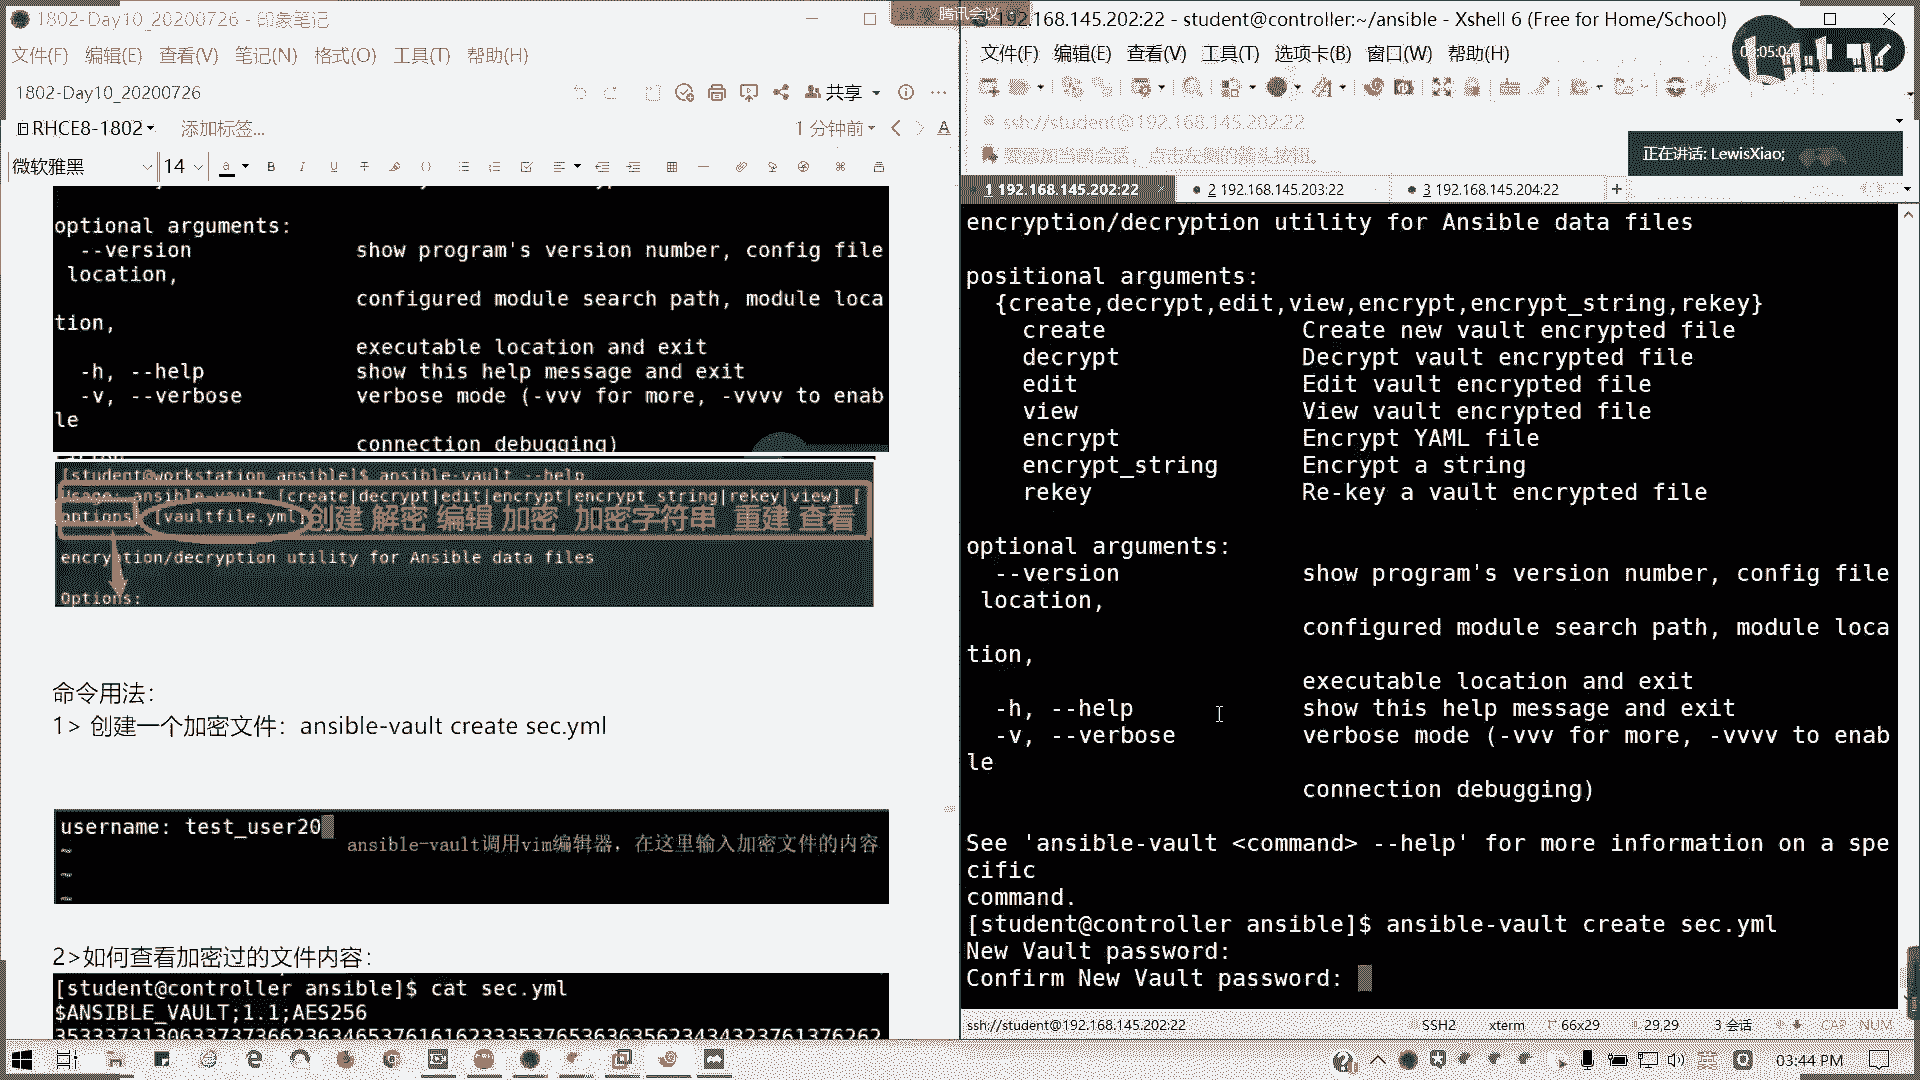 1802-Day10_20200726 - 印象笔记
文件(F) 编辑(E) 查看(V) 笔记(N) 格式(O) 工具(T) 帮助(H)
1802-Day10_20200726
共享
RHCE8-1802 添加标签...
1 分钟前
微软雅黑 14
optional arguments:
--version show program's version number, config file
location,
configured module search path, module loca
tion,
executable location and exit
-h, --help show this help message and exit
-v, --verbose verbose mode (-vvv for more, -vvvv to enab
le
connection debugging)
[student@workstation ansible]$ ansible-vault --help
Usage: ansible-vault [create|decrypt|edit|encrypt|encrypt_string|rekey|view] [
options] [vaultfile.yml] 创建 解密 编辑 加密 加密字符串 重建 查看
encryption/decryption utility for Ansible data files
Options:
命令用法：
1> 创建一个加密文件：ansible-vault create sec.yml
username: test_user20
ansible-vault调用vim编辑器，在这里输入加密文件的内容
2>如何查看加密过的文件内容：
[student@controller ansible]$ cat sec.yml
$ANSIBLE_VAULT;1.1;AES256
腾讯会议
192.168.145.202:22 - student@controller:~/ansible - Xshell 6 (Free for Home/School)
文件(F) 编辑(E) 查看(V) 工具(T) 选项卡(B) 窗口(W) 帮助(H)
00:05:04
ssh://student@192.168.145.202:22
要添加当前会话，点击左侧的箭头按钮。
正在讲话: LewisXiao;
1 192.168.145.202:22
2 192.168.145.203:22
3 192.168.145.204:22
encryption/decryption utility for Ansible data files
positional arguments:
{create,decrypt,edit,view,encrypt,encrypt_string,rekey}
create Create new vault encrypted file
decrypt Decrypt vault encrypted file
edit Edit vault encrypted file
view View vault encrypted file
encrypt Encrypt YAML file
encrypt_string Encrypt a string
rekey Re-key a vault encrypted file
optional arguments:
--version show program's version number, config file
location,
configured module search path, module loca
tion,
executable location and exit
-h, --help show this help message and exit
-v, --verbose verbose mode (-vvv for more, -vvvv to enab
le
connection debugging)
See 'ansible-vault <command> --help' for more information on a spe
cific
command.
[student@controller ansible]$ ansible-vault create sec.yml
New Vault password:
Confirm New Vault password:
ssh://student@192.168.145.202:22 SSH2 xterm 66x29 29,29 3 会话 CAP NUM
英
03:44 PM